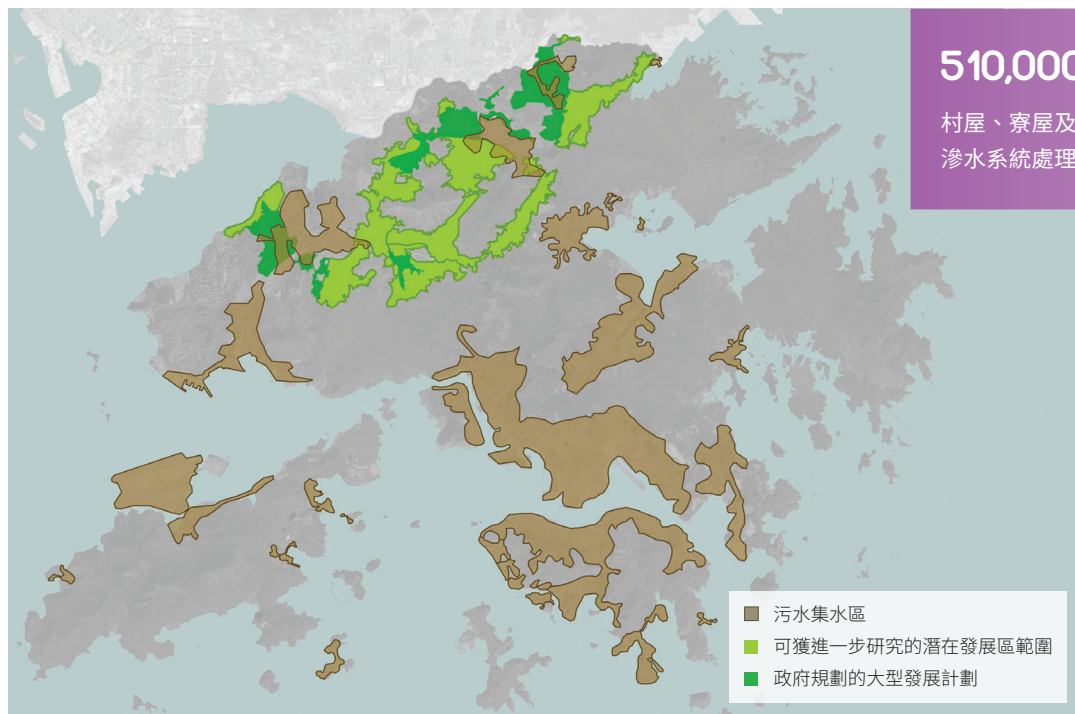 510,000
村屋、寮屋及
滲水系統處理
污水集水區
可獲進一步研究的潛在發展區範圍
政府規劃的大型發展計劃